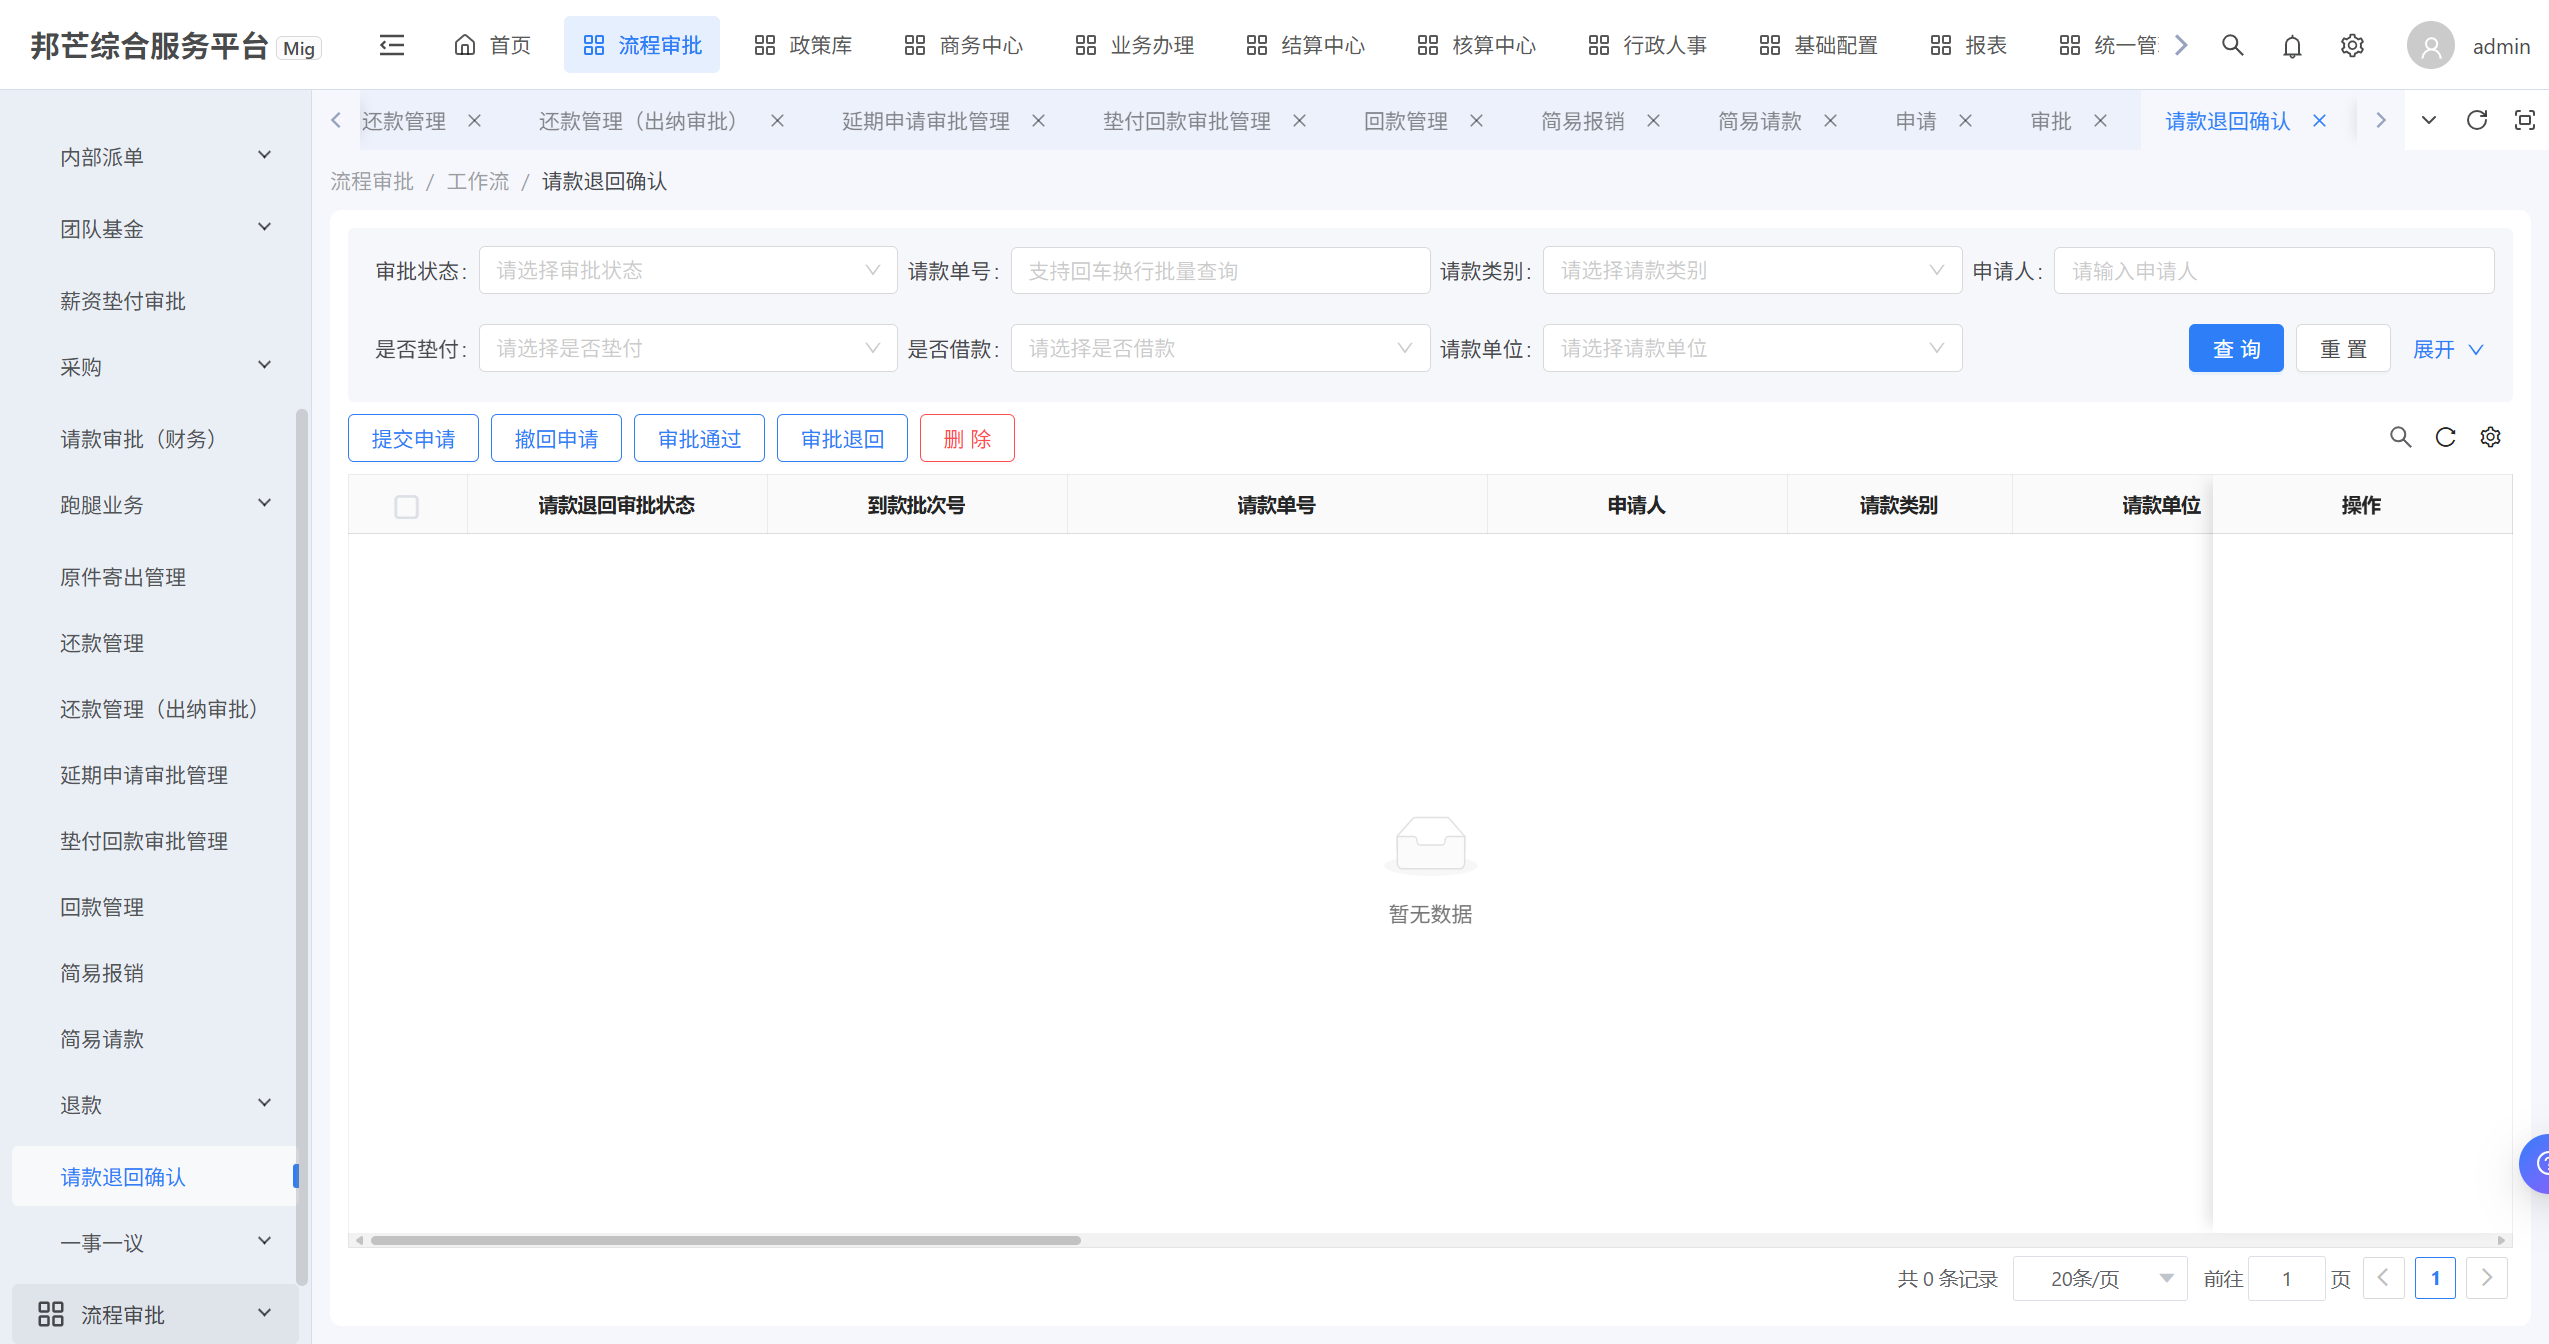 邦芒综合服务平台 Mig 首页 流程审批 政策库 商务中心 业务办理 结算中心 核算中心 行政人事 基础配置 报表 统一管 admin
还款管理 还款管理（出纳审批） 延期申请审批管理 垫付回款审批管理 回款管理 简易报销 简易请款 申请 审批 请款退回确认
流程审批 / 工作流 / 请款退回确认
内部派单
团队基金
薪资垫付审批
采购
请款审批（财务）
跑腿业务
原件寄出管理
还款管理
还款管理（出纳审批）
延期申请审批管理
垫付回款审批管理
回款管理
简易报销
简易请款
退款
请款退回确认
一事一议
流程审批
审批状态: 请选择审批状态 请款单号: 支持回车换行批量查询 请款类别: 请选择请款类别 申请人: 请输入申请人
是否垫付: 请选择是否垫付 是否借款: 请选择是否借款 请款单位: 请选择请款单位 查 询 重 置 展开
提交申请 撤回申请 审批通过 审批退回 删 除
请款退回审批状态 到款批次号 请款单号 申请人 请款类别 请款单位 操作
暂无数据
共 0 条记录 20条/页 前往 1 页 1